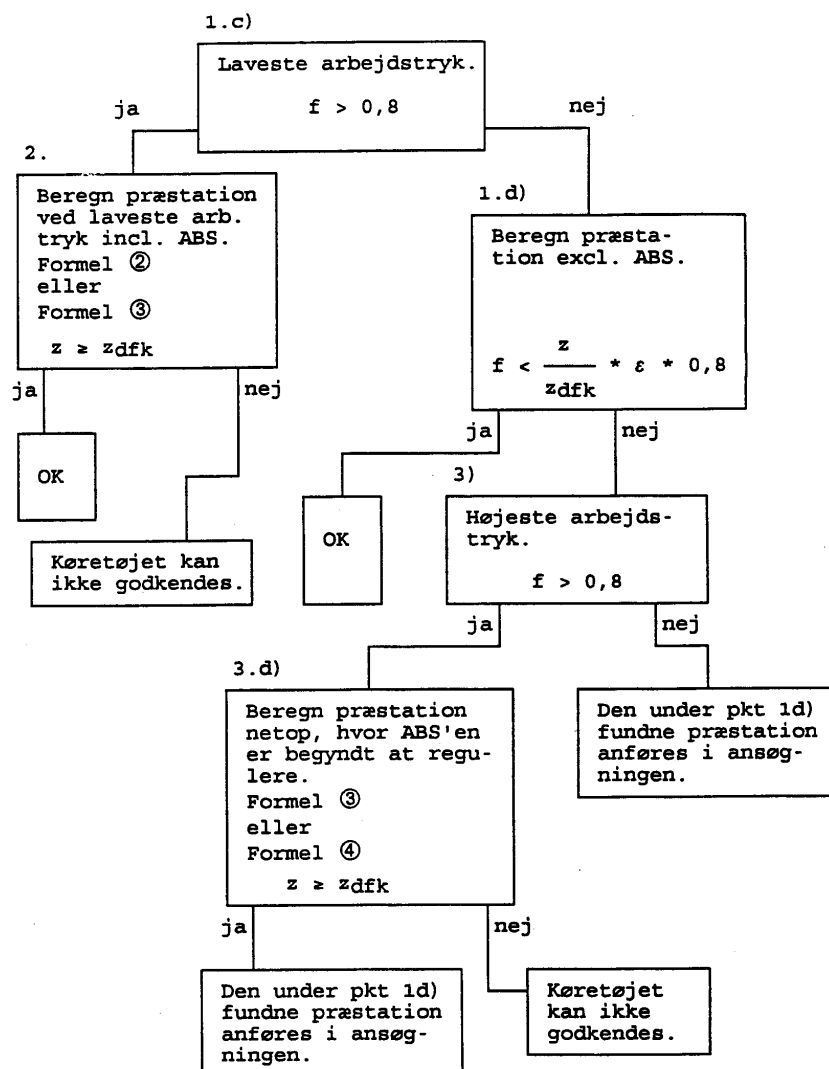 1.c)
Laveste arbejdstryk.
f > 0,8
ja
nej
2.
Beregn præstation
ved laveste arb.
tryk incl. ABS.
Formel ②
eller
Formel ③
z ≥ zdfk
ja
nej
OK
Køretøjet kan
ikke godkendes.
1.d)
Beregn præsta-
tion excl. ABS.
z
f < ── * ε * 0,8
zdfk
ja
nej
OK
3)
Højeste arbejds-
tryk.
f > 0,8
ja
nej
3.d)
Beregn præstation
netop, hvor ABS'en
er begyndt at regu-
lere.
Formel ③
eller
Formel ④
z ≥ zdfk
ja
nej
Den under pkt 1d)
fundne præstation
anføres i ansøg-
ningen.
Køretøjet
kan ikke
godkendes.
Den under pkt 1d)
fundne præstation
anføres i ansøg-
ningen.